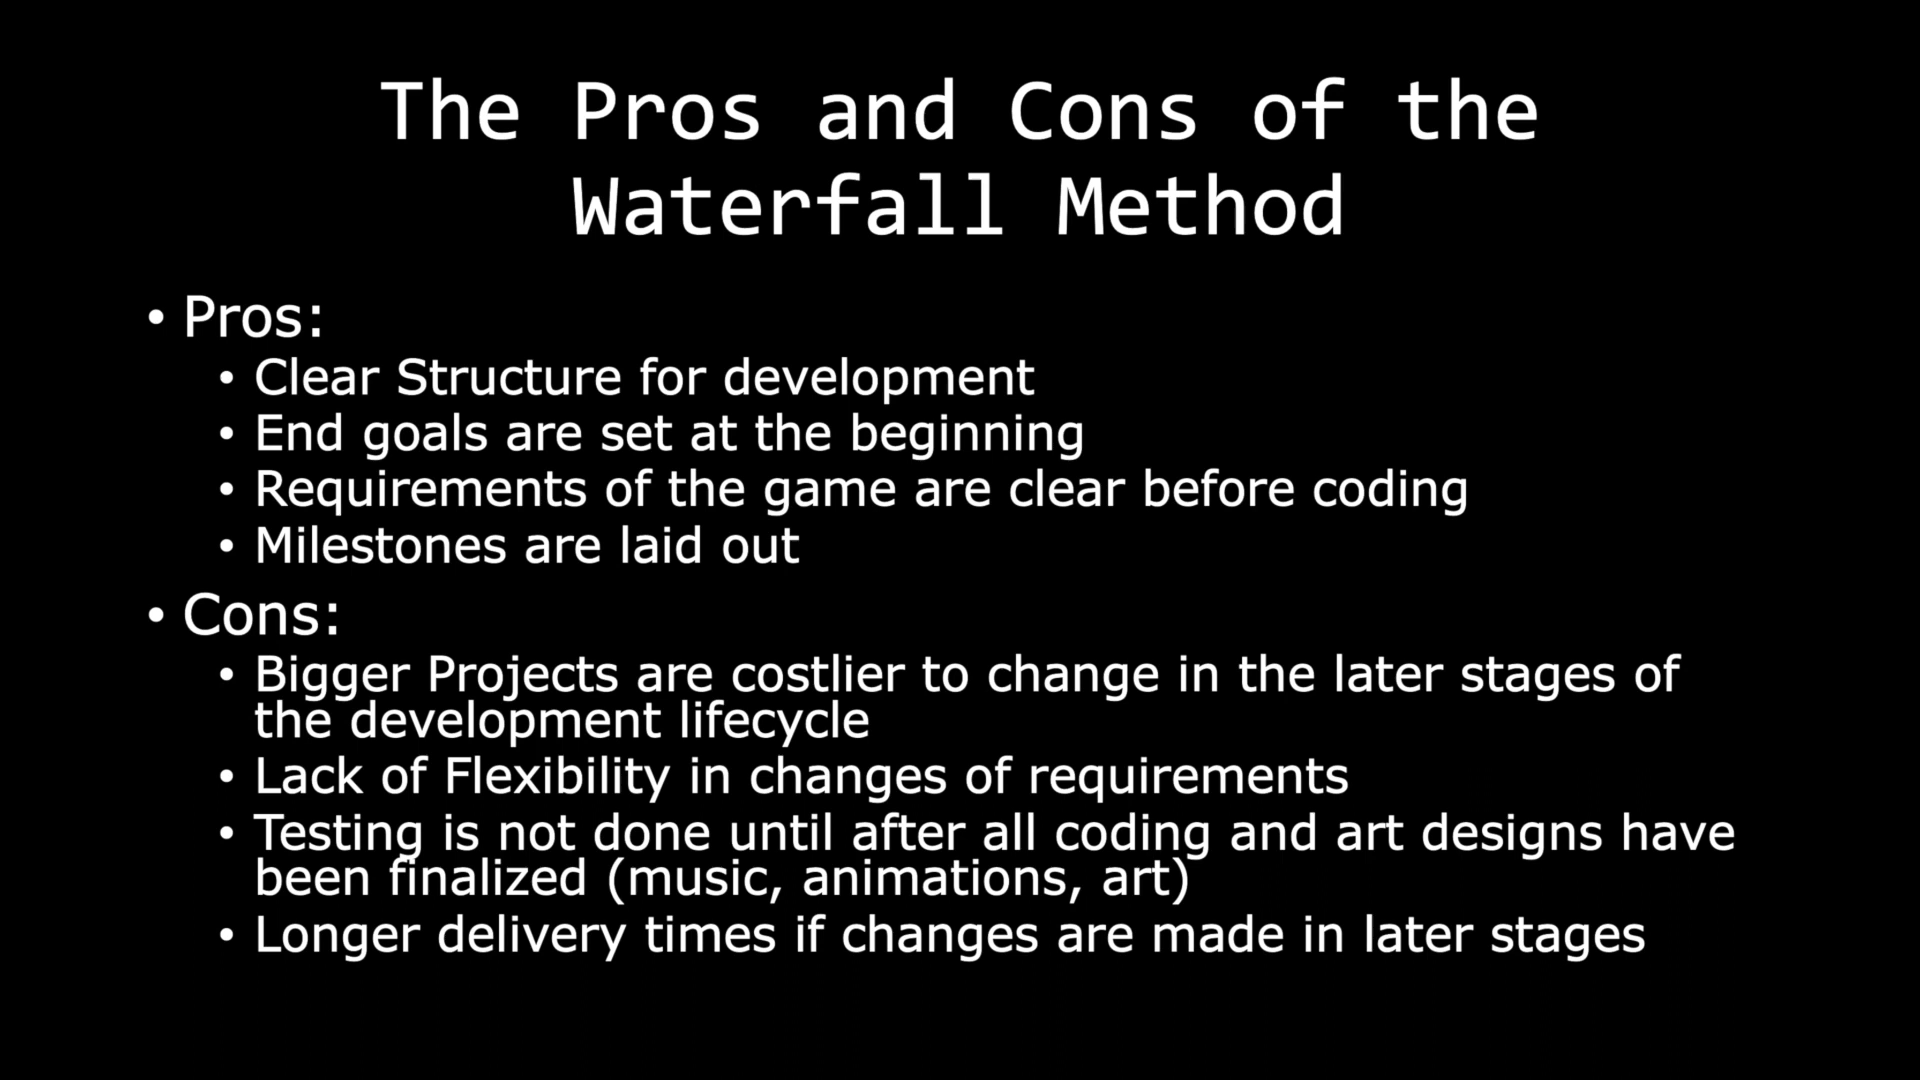 The Pros and Cons of the
Waterfall Method
• Pros:
• Clear Structure for development
• End goals are set at the beginning
• Requirements of the game are clear before coding
• Milestones are laid out
• Cons:
• Bigger Projects are costlier to change in the later stages of
the development lifecycle
• Lack of Flexibility in changes of requirements
• Testing is not done until after all coding and art designs have
been finalized (music, animations, art)
• Longer delivery times if changes are made in later stages